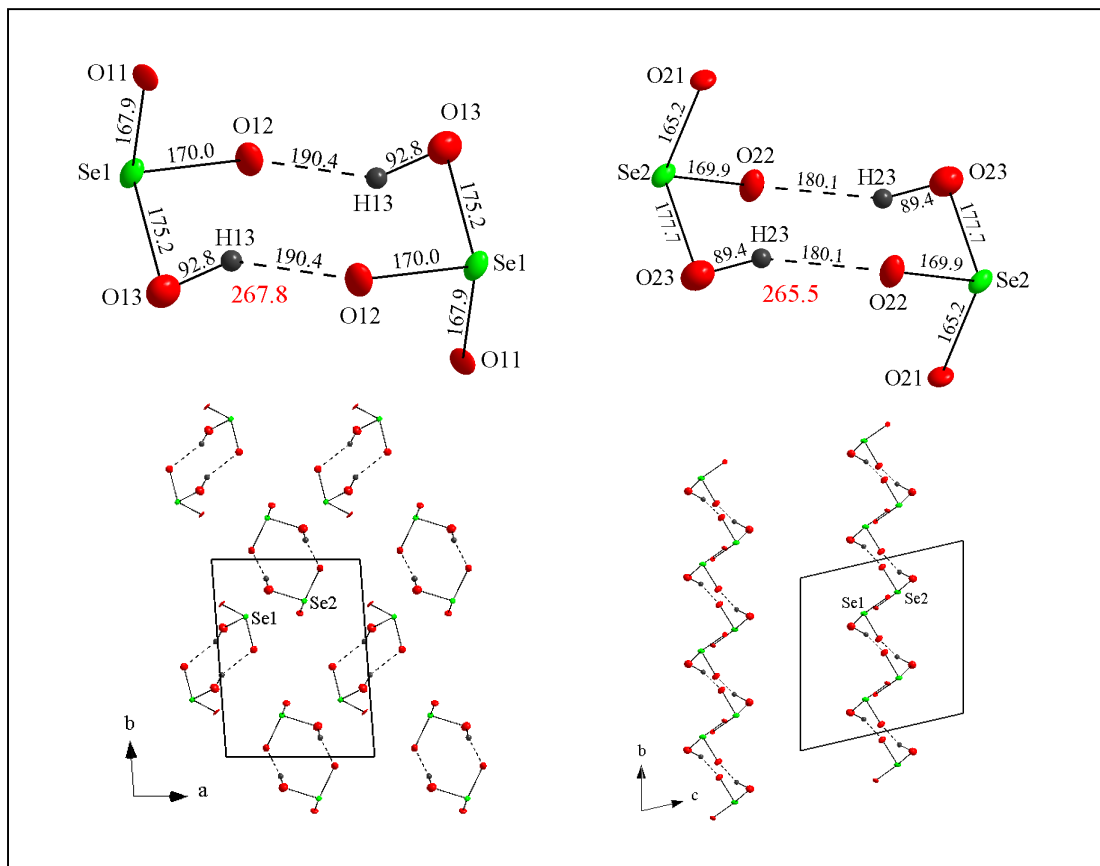 O11
167.9
Se1
170.0
O12
190.4
92.8
O13
H13
175.2
175.2
H13
92.8
O13
190.4
267.8
O12
170.0
Se1
167.9
O11
O21
165.2
Se2
169.9
O22
180.1
H23
89.4
O23
177.7
177.7
H23
89.4
O23
180.1
265.5
O22
169.9
Se2
165.2
O21
Se1
Se2
b
a
Se1
Se2
b
c